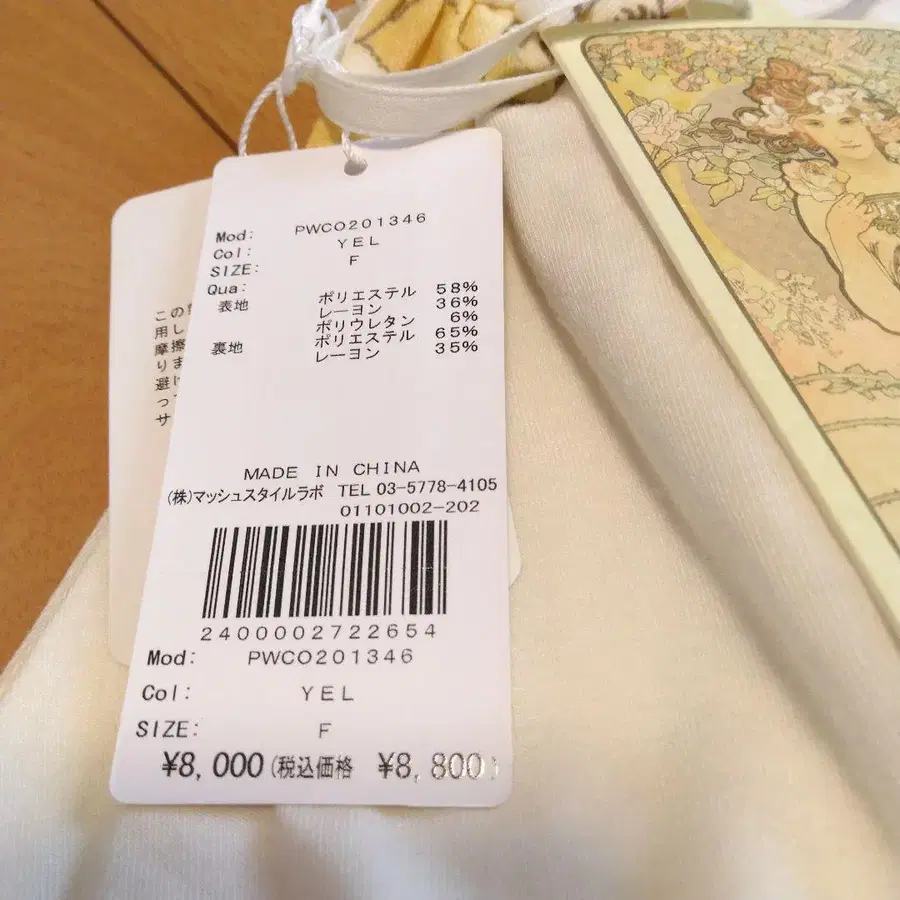 Mod: PWCO201346
Col: YEL
SIZE: F
Qua:
表地 ポリエステル 58%
レーヨン 36%
ポリウレタン 6%
裏地 ポリエステル 65%
レーヨン 35%
MADE IN CHINA
(株)マッシュスタイルラボ TEL 03-5778-4105
01101002-202
2400002722654
Mod: PWCO201346
Col: YEL
SIZE: F
¥8,000(税込価格 ¥8,800)
この
用し
摩擦
りま
避け
って
サ